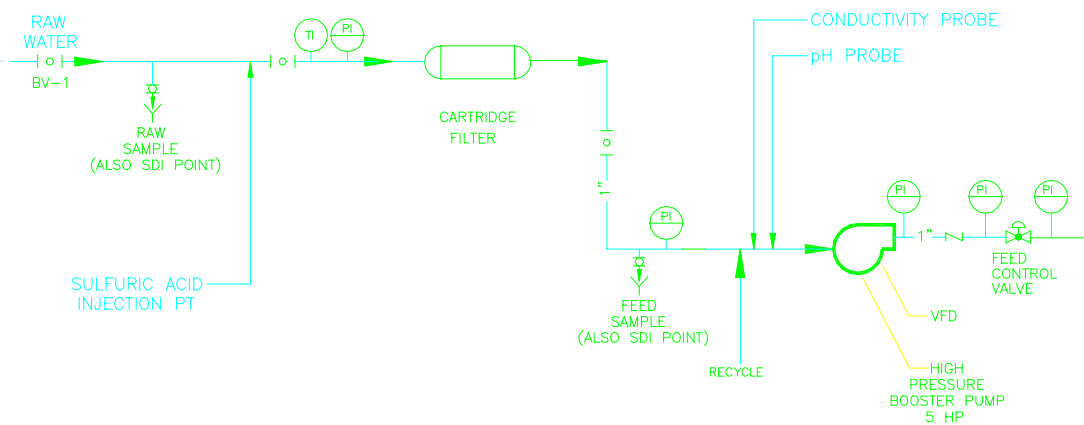 RAW
WATER
BV-1
RAW
SAMPLE
(ALSO SDI POINT)
SULFURIC ACID
INJECTION PT
TI
PI
CARTRIDGE
FILTER
1"
PI
FEED
SAMPLE
(ALSO SDI POINT)
RECYCLE
CONDUCTIVITY PROBE
pH PROBE
PI
1"
PI
PI
FEED
CONTROL
VALVE
VFD
HIGH
PRESSURE
BOOSTER PUMP
5 HP